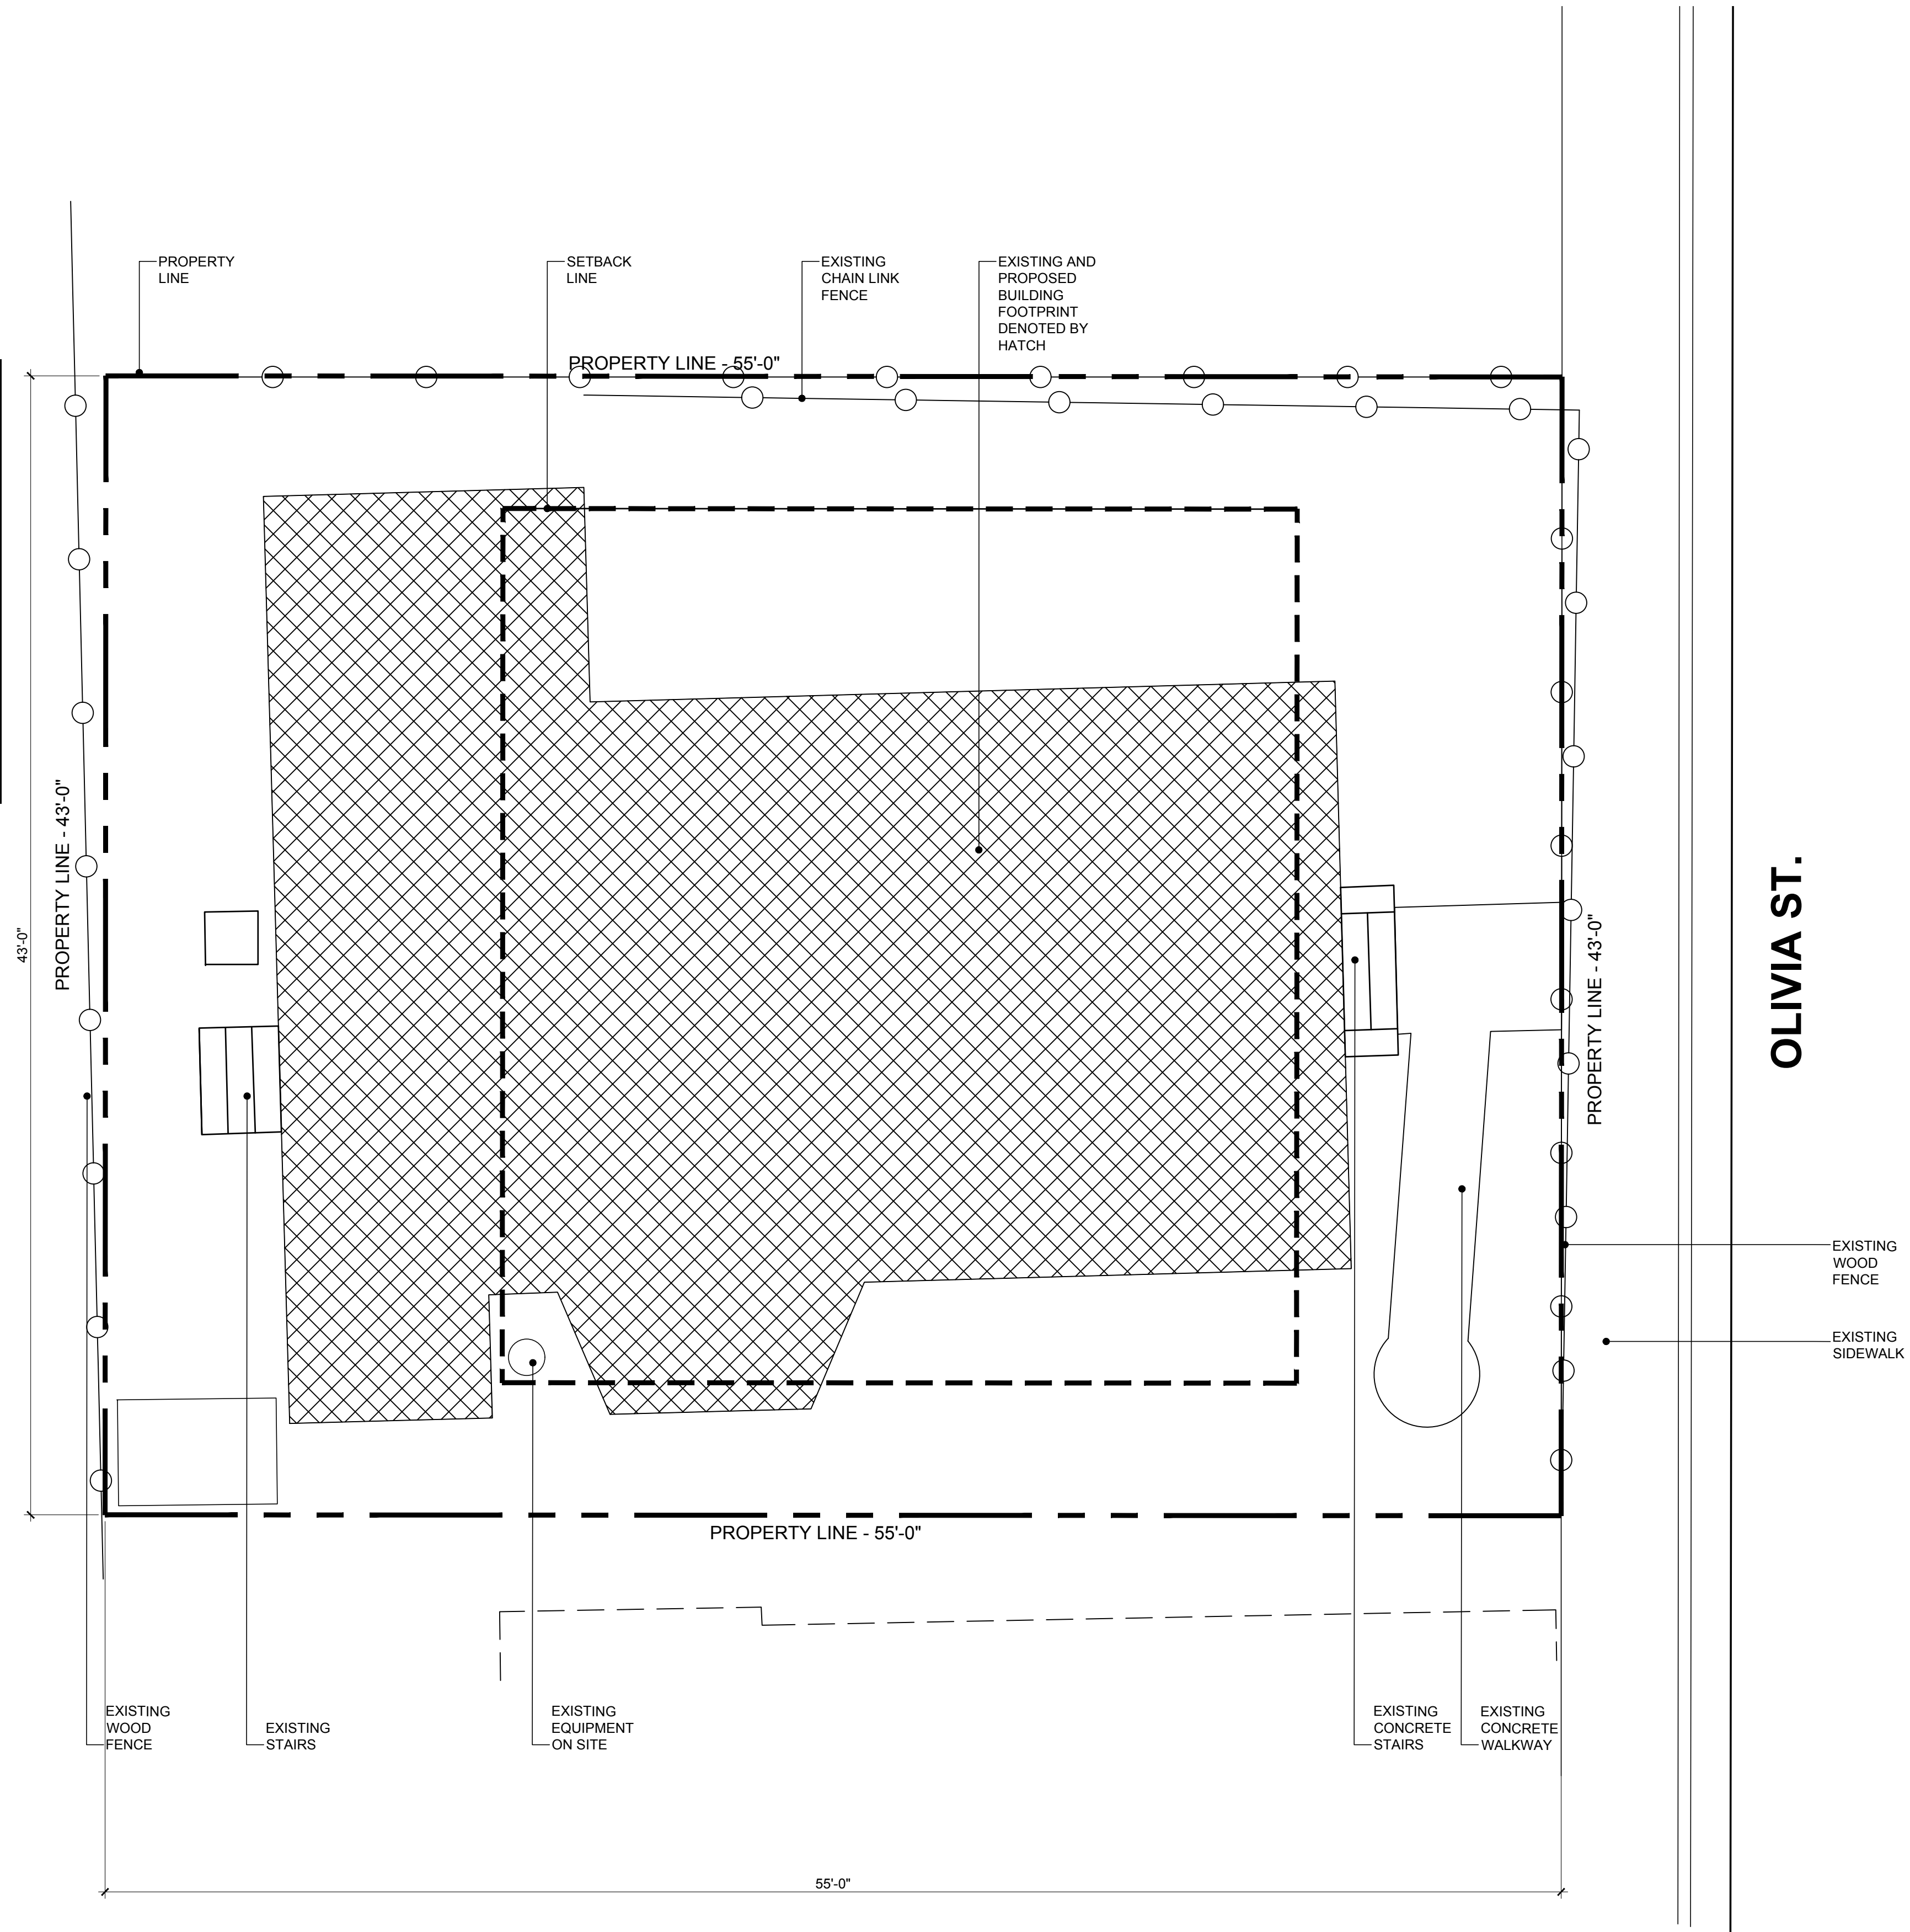 PROPERTY
LINE
SETBACK
LINE
EXISTING
CHAIN LINK
FENCE
EXISTING AND
PROPOSED
BUILDING
FOOTPRINT
DENOTED BY
HATCH
PROPERTY LINE - 55'-0"
43'-0"
PROPERTY LINE - 43'-0"
PROPERTY LINE - 43'-0"
OLIVIA ST.
EXISTING
WOOD
FENCE
EXISTING
SIDEWALK
PROPERTY LINE - 55'-0"
EXISTING
WOOD
FENCE
EXISTING
STAIRS
EXISTING
EQUIPMENT
ON SITE
EXISTING
CONCRETE
STAIRS
EXISTING
CONCRETE
WALKWAY
55'-0"